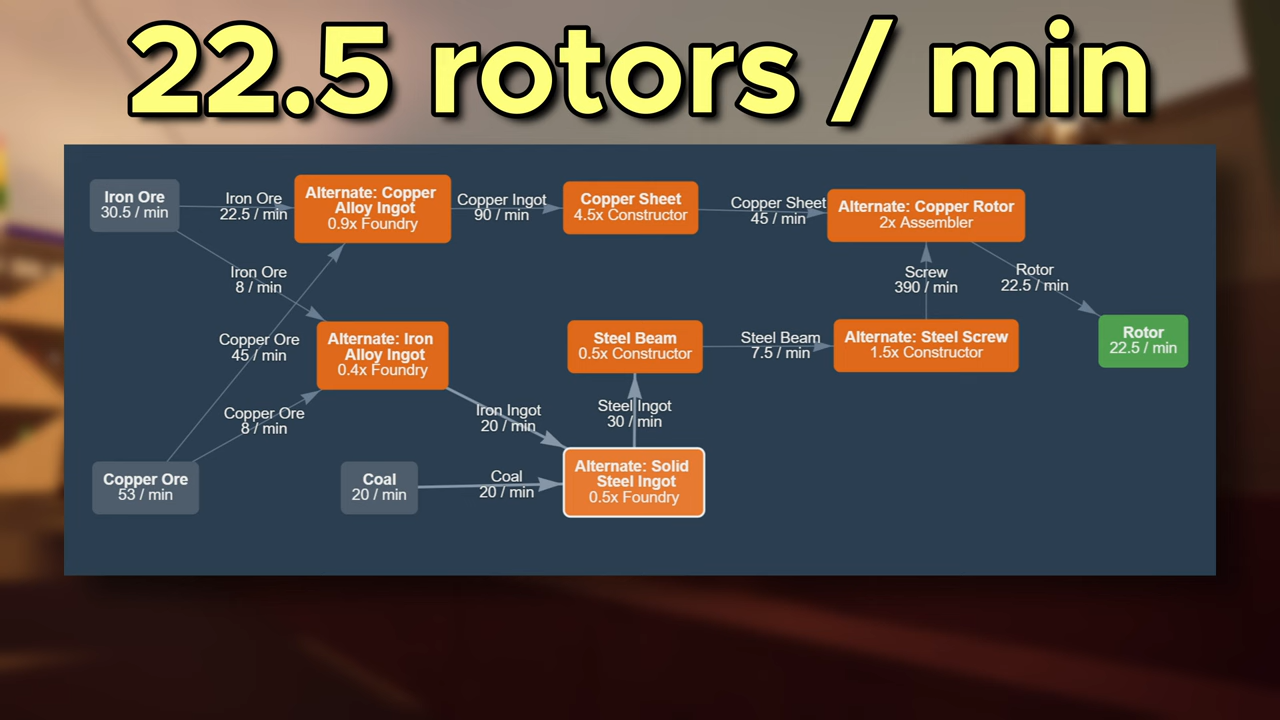 22.5 rotors / min
Iron Ore
30.5 / min
Iron Ore
22.5 / min
Alternate: Copper
Alloy Ingot
0.9x Foundry
Copper Ingot
90 / min
Copper Sheet
4.5x Constructor
Copper Sheet
45 / min
Alternate: Copper Rotor
2x Assembler
Iron Ore
8 / min
Screw
390 / min
Rotor
22.5 / min
Copper Ore
45 / min
Alternate: Iron
Alloy Ingot
0.4x Foundry
Steel Beam
0.5x Constructor
Steel Beam
7.5 / min
Alternate: Steel Screw
1.5x Constructor
Rotor
22.5 / min
Copper Ore
8 / min
Iron Ingot
20 / min
Steel Ingot
30 / min
Copper Ore
53 / min
Coal
20 / min
Coal
20 / min
Alternate: Solid
Steel Ingot
0.5x Foundry